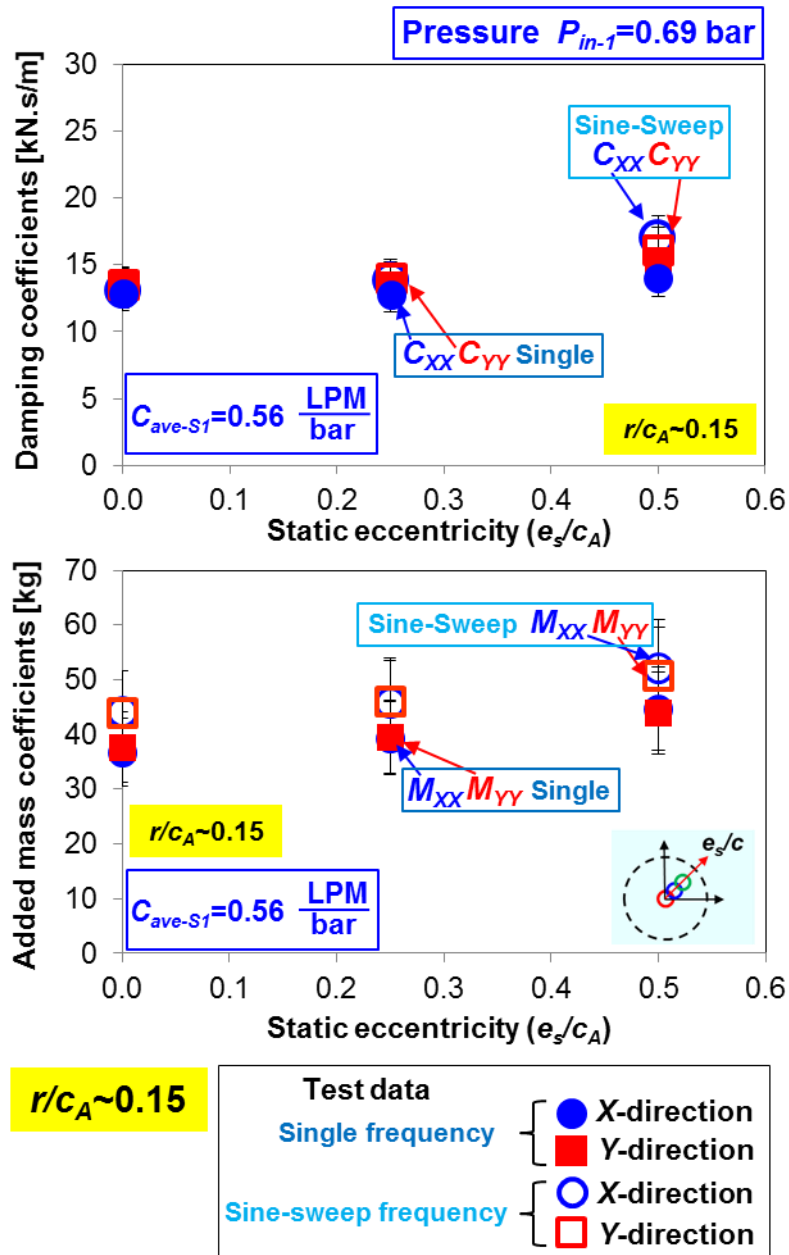 Pressure P_in-1=0.69 bar
30
25
20
15
10
5
0
Damping coefficients [kN.s/m]
Sine-Sweep
C_XX C_YY
C_XX C_YY Single
C_ave-S1=0.56 LPM/bar
r/c_A~0.15
0.0 0.1 0.2 0.3 0.4 0.5 0.6
Static eccentricity (e_s/c_A)
70
60
50
40
30
20
10
0
Added mass coefficients [kg]
Sine-Sweep M_XX M_YY
M_XX M_YY Single
r/c_A~0.15
C_ave-S1=0.56 LPM/bar
e_s/c
0.0 0.1 0.2 0.3 0.4 0.5 0.6
Static eccentricity (e_s/c_A)
r/c_A~0.15
Test data
Single frequency
X-direction
Y-direction
Sine-sweep frequency
X-direction
Y-direction